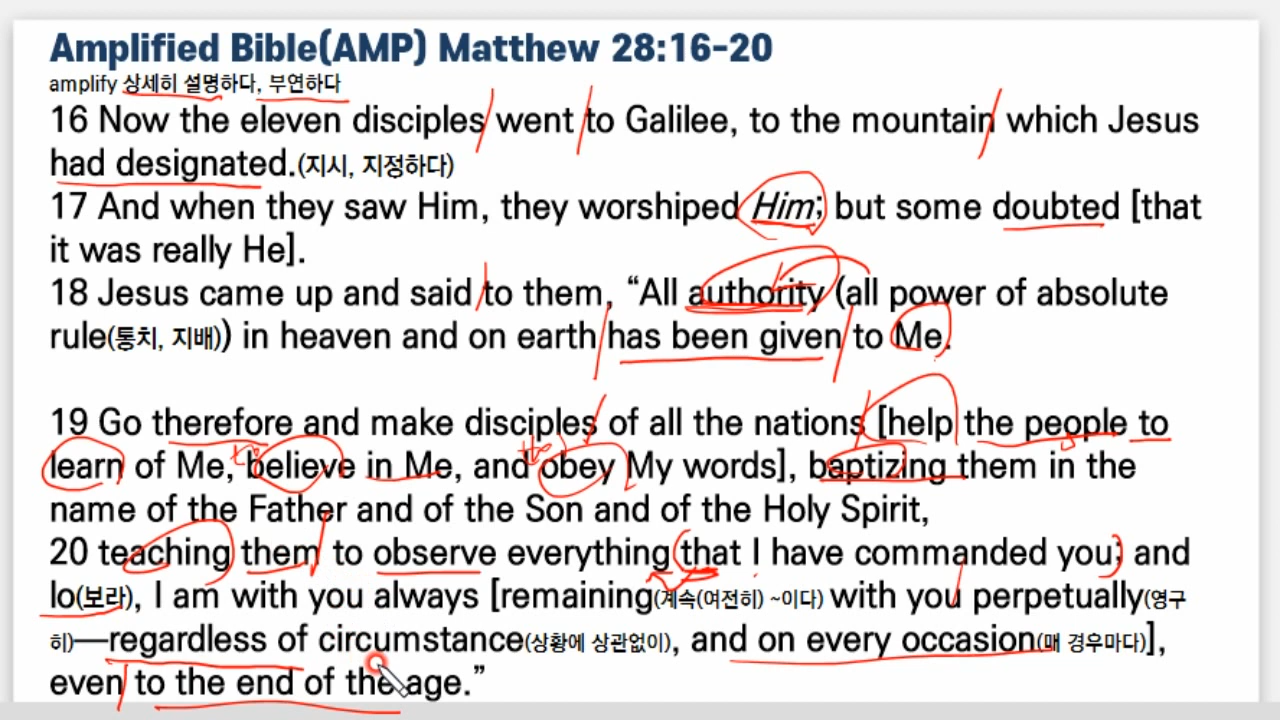 Amplified Bible(AMP) Matthew 28:16-20
amplify 상세히 설명하다, 부연하다
16 Now the eleven disciples went to Galilee, to the mountain which Jesus
had designated.(지시, 지정하다)
17 And when they saw Him, they worshiped Him; but some doubted [that
it was really He].
18 Jesus came up and said to them, “All authority (all power of absolute
rule(통치, 지배)) in heaven and on earth has been given to Me.
19 Go therefore and make disciples of all the nations [help the people to
learn of Me, to believe in Me, and to obey My words], baptizing them in the
name of the Father and of the Son and of the Holy Spirit,
20 teaching them to observe everything that I have commanded you; and
lo(보라), I am with you always [remaining(계속(여전히) ~이다) with you perpetually(영구
히)—regardless of circumstance(상황에 상관없이), and on every occasion(매 경우마다)],
even to the end of the age.”